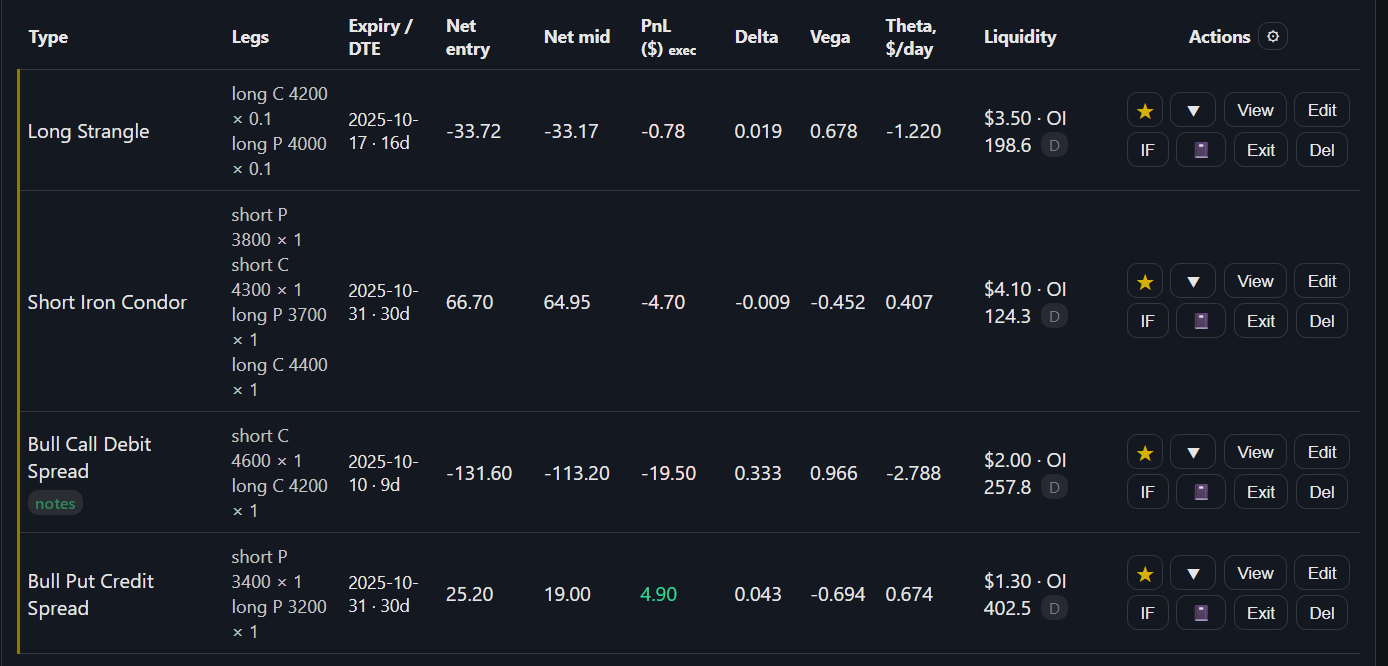 Type
Legs
Expiry /
DTE
Net
entry
Net mid
PnL
($) exec
Delta
Vega
Theta,
$/day
Liquidity
Actions
Long Strangle
long C 4200
× 0.1
long P 4000
× 0.1
2025-10-
17 · 16d
-33.72
-33.17
-0.78
0.019
0.678
-1.220
$3.50 · OI
198.6 D
★ ▼ View Edit
IF Exit Del
Short Iron Condor
short P
3800 × 1
short C
4300 × 1
long P 3700
× 1
long C 4400
× 1
2025-10-
31 · 30d
66.70
64.95
-4.70
-0.009
-0.452
0.407
$4.10 · OI
124.3 D
★ ▼ View Edit
IF Exit Del
Bull Call Debit
Spread
notes
short C
4600 × 1
long C 4200
× 1
2025-10-
10 · 9d
-131.60
-113.20
-19.50
0.333
0.966
-2.788
$2.00 · OI
257.8 D
★ ▼ View Edit
IF Exit Del
Bull Put Credit
Spread
short P
3400 × 1
long P 3200
× 1
2025-10-
31 · 30d
25.20
19.00
4.90
0.043
-0.694
0.674
$1.30 · OI
402.5 D
★ ▼ View Edit
IF Exit Del